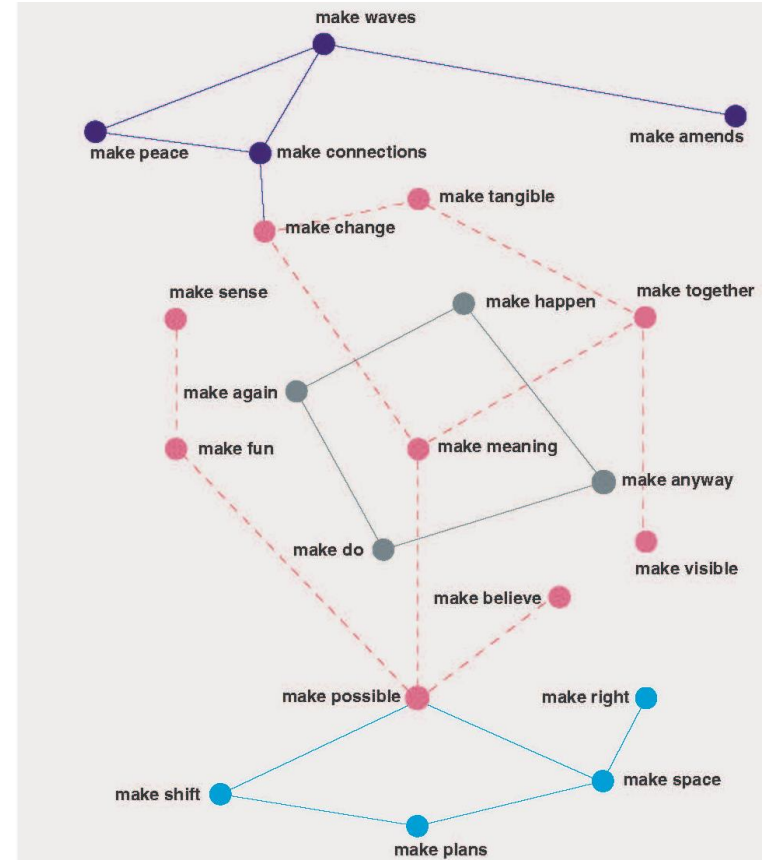 make waves
make amends
make peace
make connections
make tangible
make change
make sense
make together
make happen
make again
make fun
make meaning
make anyway
make do
make visible
make believe
make possible
make right
make space
make shift
make plans